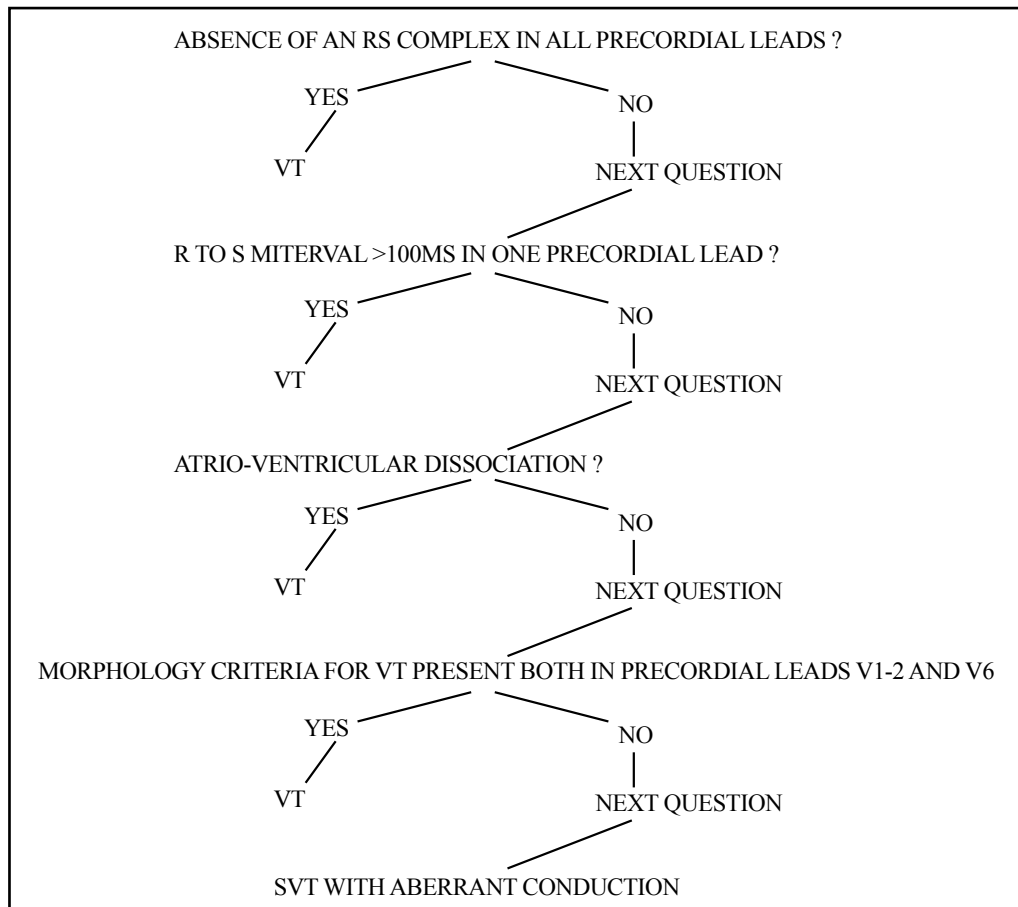 ABSENCE OF AN RS COMPLEX IN ALL PRECORDIAL LEADS ?
YES
NO
VT
NEXT QUESTION
R TO S MITERVAL >100MS IN ONE PRECORDIAL LEAD ?
YES
NO
VT
NEXT QUESTION
ATRIO-VENTRICULAR DISSOCIATION ?
YES
NO
VT
NEXT QUESTION
MORPHOLOGY CRITERIA FOR VT PRESENT BOTH IN PRECORDIAL LEADS V1-2 AND V6
YES
NO
VT
NEXT QUESTION
SVT WITH ABERRANT CONDUCTION